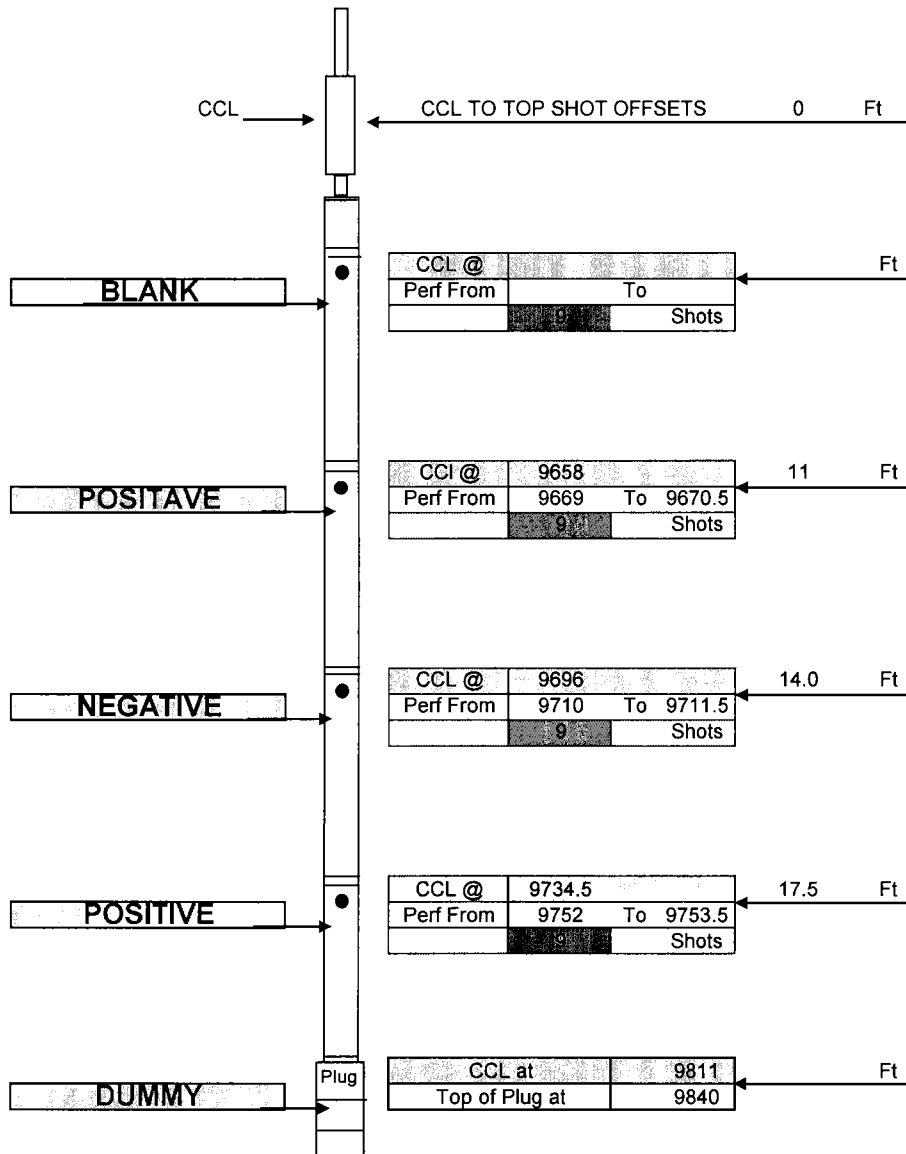 CCL CCL TO TOP SHOT OFFSETS 0 Ft
CCL @ Ft
BLANK
Perf From To
9 Shots
CCl @ 9658 11 Ft
POSITAVE
Perf From 9669 To 9670.5
9 Shots
CCL @ 9696 14.0 Ft
NEGATIVE
Perf From 9710 To 9711.5
9 Shots
CCL @ 9734.5 17.5 Ft
POSITIVE
Perf From 9752 To 9753.5
9 Shots
Plug CCL at 9811 Ft
DUMMY
Top of Plug at 9840